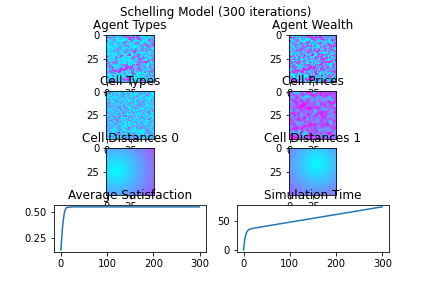 Schelling Model (300 iterations)
Agent Types
Agent Wealth
0
25
0
25
Cell Types
Cell Prices
0
25
0
25
Cell Distances 0
Cell Distances 1
0
25
0
25
Average Satisfaction
Simulation Time
0.50
0.25
0 100 200 300
50
0
0 100 200 300